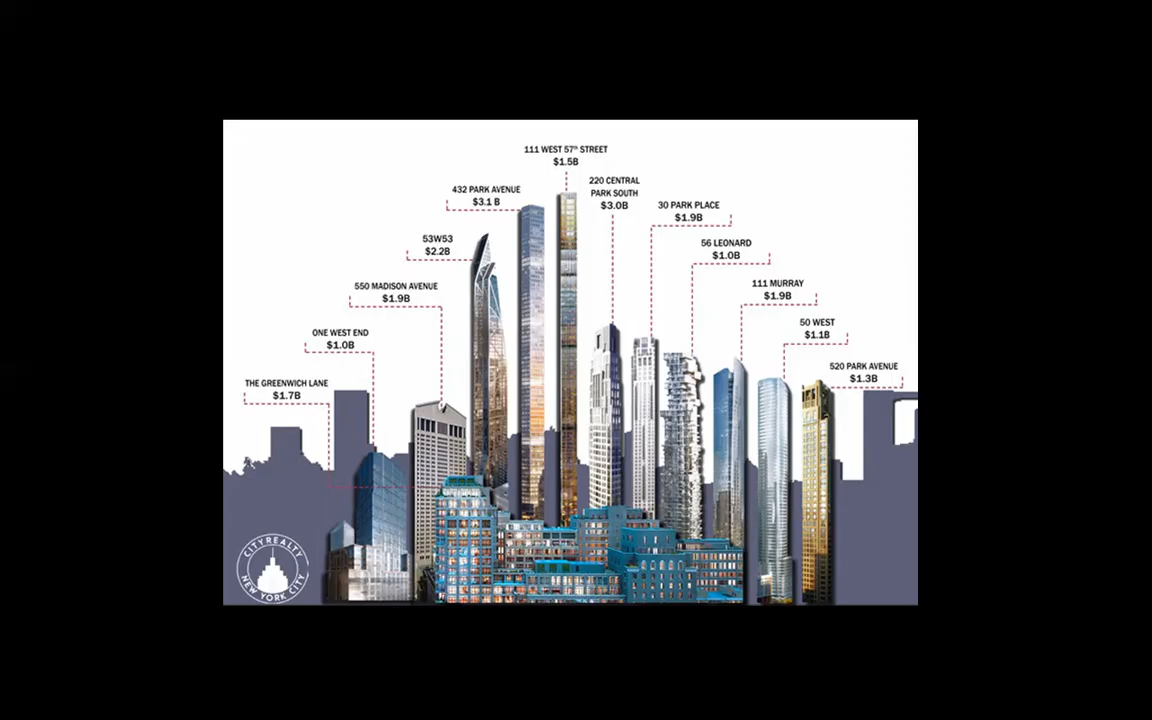 111 WEST 57th STREET
$1.5B
220 CENTRAL
PARK SOUTH
$3.0B
432 PARK AVENUE
$3.1 B
30 PARK PLACE
$1.9B
53W53
$2.2B
56 LEONARD
$1.0B
550 MADISON AVENUE
$1.9B
111 MURRAY
$1.9B
ONE WEST END
$1.0B
50 WEST
$1.1B
THE GREENWICH LANE
$1.7B
520 PARK AVENUE
$1.3B
CITYREALTY
NEW YORK CITY